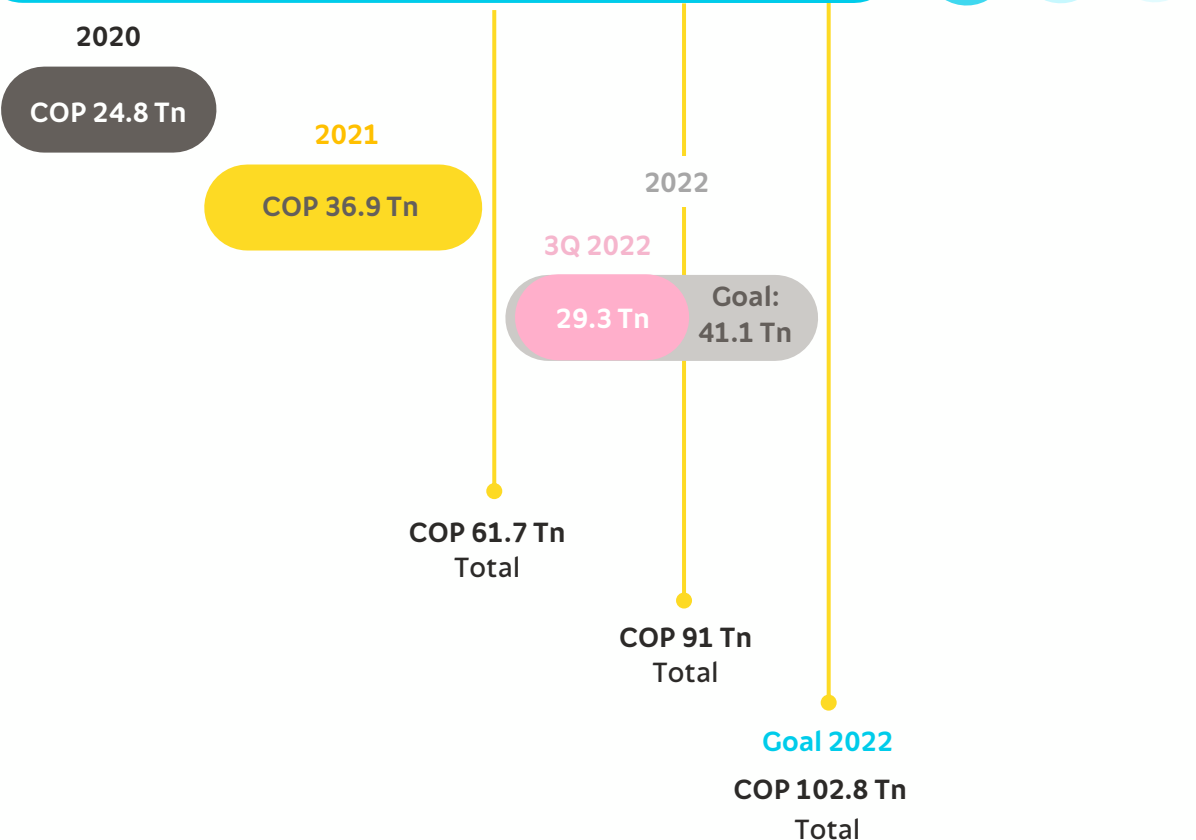 2020
COP 24.8 Tn
2021
COP 36.9 Tn
2022
3Q 2022
29.3 Tn
Goal:
41.1 Tn
COP 61.7 Tn
Total
COP 91 Tn
Total
Goal 2022
COP 102.8 Tn
Total